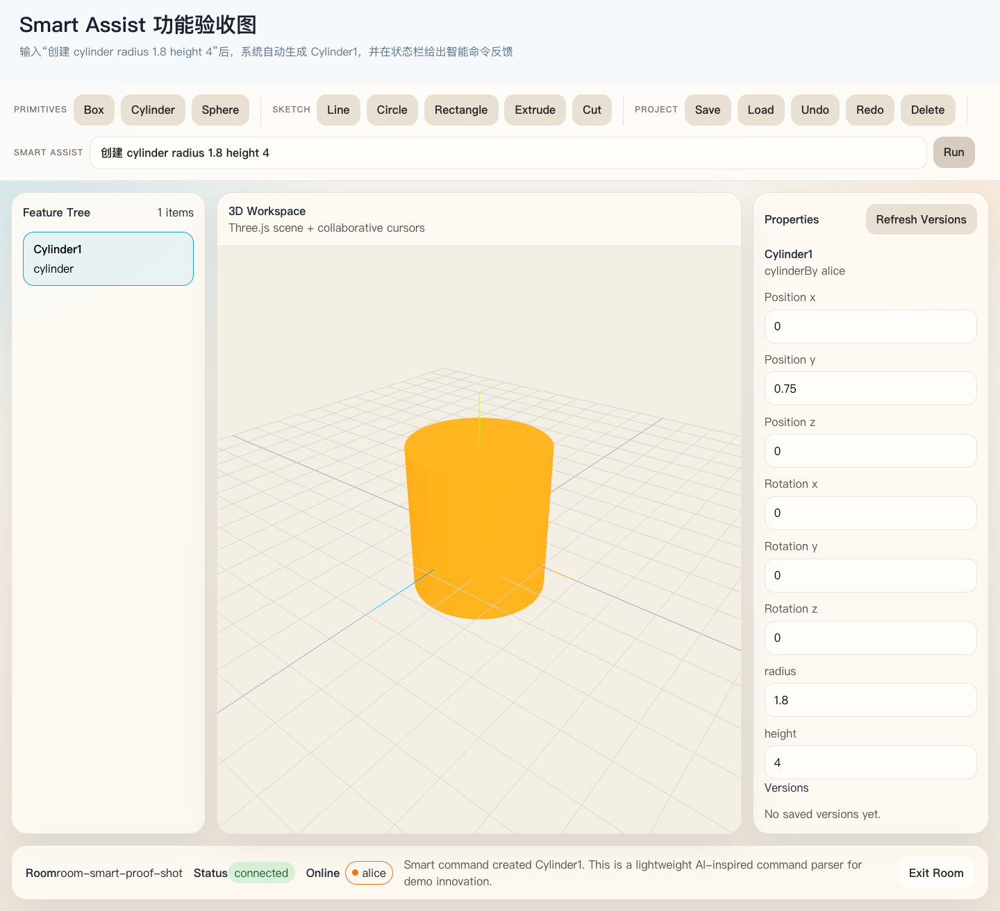 Smart Assist 功能验收图
输入“创建 cylinder radius 1.8 height 4”后，系统自动生成 Cylinder1，并在状态栏给出智能命令反馈
PRIMITIVES Box Cylinder Sphere SKETCH Line Circle Rectangle Extrude Cut PROJECT Save Load Undo Redo Delete
SMART ASSIST 创建 cylinder radius 1.8 height 4 Run
Feature Tree 1 items
Cylinder1
cylinder
3D Workspace
Three.js scene + collaborative cursors
Properties Refresh Versions
Cylinder1
cylinderBy alice
Position x
0
Position y
0.75
Position z
0
Rotation x
0
Rotation y
0
Rotation z
0
radius
1.8
height
4
Versions
No saved versions yet.
Roomroom-smart-proof-shot Status connected Online alice
Smart command created Cylinder1. This is a lightweight AI-inspired command parser for
demo innovation.
Exit Room